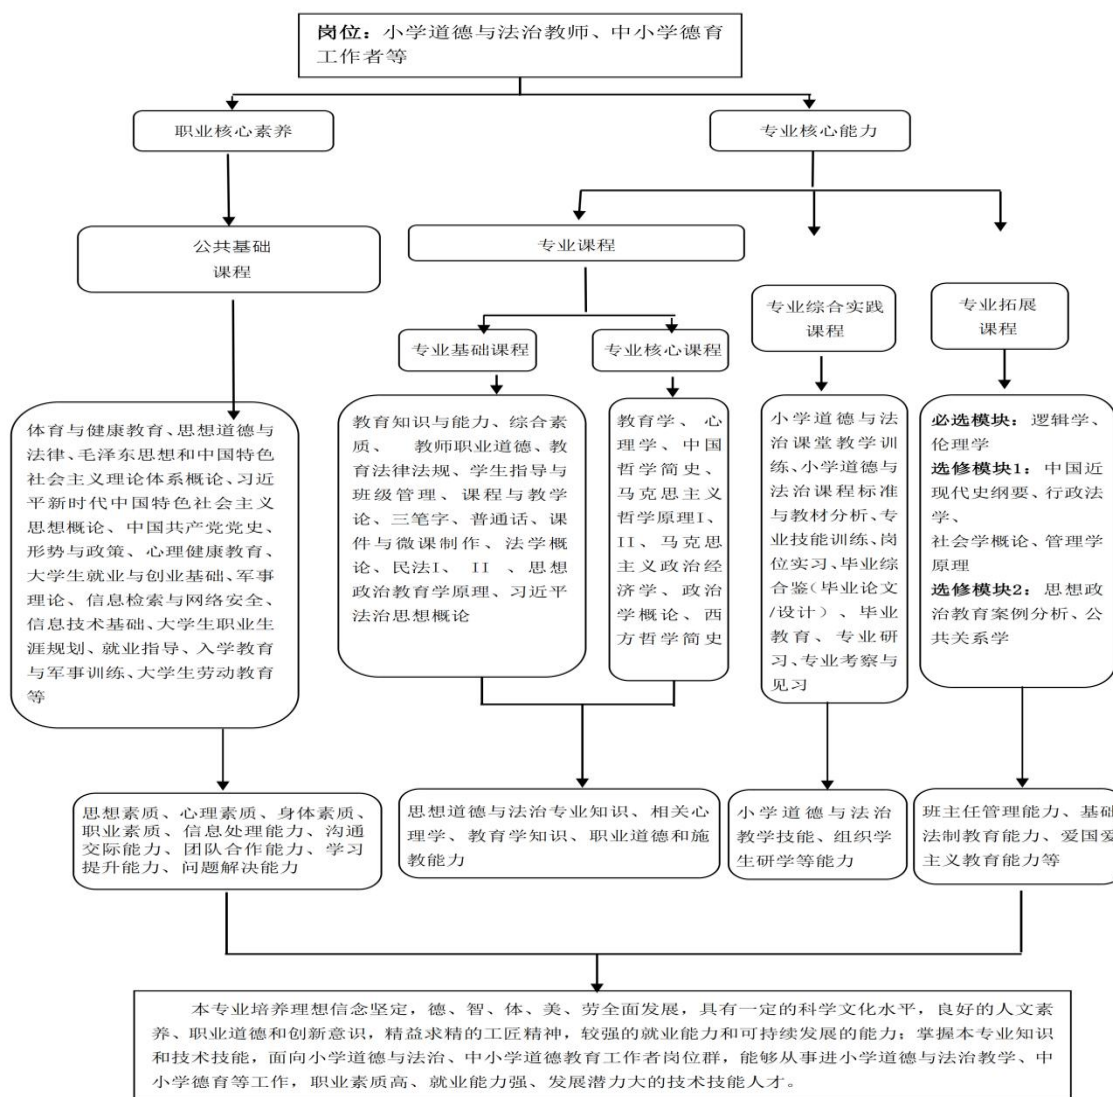 岗位：小学道德与法治教师、中小学德育
工作者等
职业核心素养
专业核心能力
公共基础
课程
专业课程
专业综合实践
课程
专业拓展
课程
专业基础课程
专业核心课程
体育与健康教育、思想道德与
法律、毛泽东思想和中国特色
社会主义理论体系概论、习近
平新时代中国特色社会主义
思想概论、中国共产党党史、
形势与政策、心理健康教育、
大学生就业与创业基础、军事
理论、信息检索与网络安全、
信息技术基础、大学生职业生
涯规划、就业指导、入学教育
与军事训练、大学生劳动教育
等
教育知识与能力、综合素
质、 教师职业道德、教
育法律法规、学生指导与
班级管理、课程与教学
论、三笔字、普通话、课
件与微课制作、法学概
论、民法I、 II 、思想
政治教育学原理、习近平
法治思想概论
教育学、心
理学、中国
哲学简史、
马克思主义
哲学原理I、
II、马克思
主义政治经
济学、政治
学概论、西
方哲学简史
小学道德与法
治课堂教学训
练、小学道德与
法治课程标准
与教材分析、专
业技能训练、岗
位实习、毕业综
合鉴（毕业论文
/设计）、毕业
教育、专业研
习、专业考察与
见习
必选模块：逻辑学、
伦理学
选修模块1：中国近
现代史纲要、行政法
学、
社会学概论、管理学
原理
选修模块2：思想政
治教育案例分析、公
共关系学
思想素质、心理素质、身体素质、
职业素质、信息处理能力、沟通
交际能力、团队合作能力、学习
提升能力、问题解决能力
思想道德与法治专业知识、相关心
理学、教育学知识、职业道德和施
教能力
小学道德与法治
教学技能、组织学
生研学等能力
班主任管理能力、基础
法制教育能力、爱国爱
主义教育能力等
本专业培养理想信念坚定，德、智、体、美、劳全面发展，具有一定的科学文化水平，良好的人文素
养、职业道德和创新意识，精益求精的工匠精神，较强的就业能力和可持续发展的能力；掌握本专业知识
和技术技能，面向小学道德与法治、中小学道德教育工作者岗位群，能够从事进小学道德与法治教学、中
小学德育等工作，职业素质高、就业能力强、发展潜力大的技术技能人才。